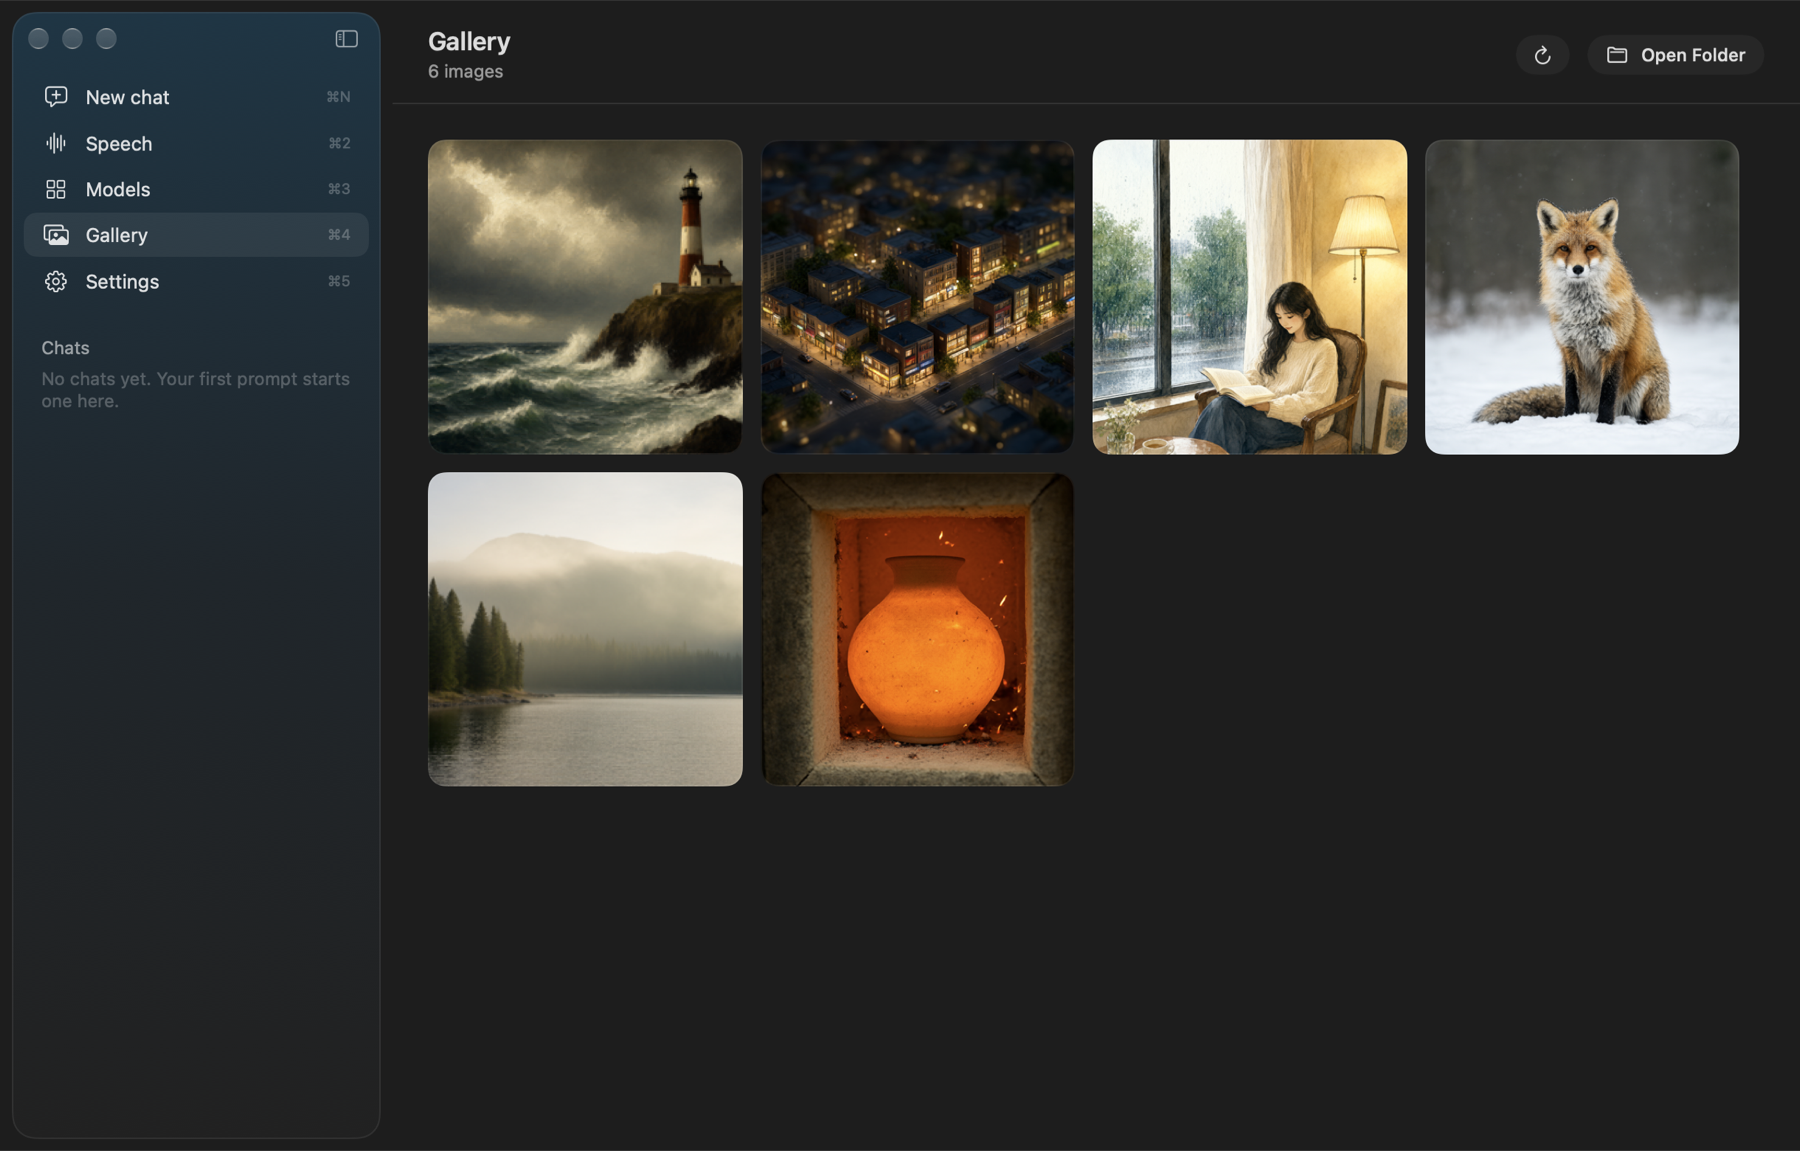 New chat ⌘N
Speech ⌘2
Models ⌘3
Gallery ⌘4
Settings ⌘5
Chats
No chats yet. Your first prompt starts
one here.
Gallery
6 images
Open Folder